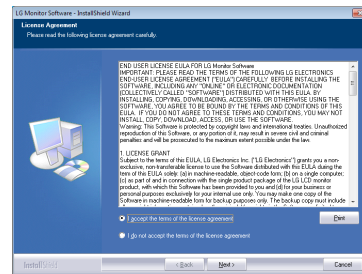 LG Monitor Software - InstallShield Wizard
License Agreement
Please read the following licence agreement carefully.
END USER LICENSE EULA FOR LG Monitor Software
IMPORTANT: PLEASE READ THE TERMS OF THE FOLLOWING LG ELECTRONICS
END-USER LICENSE AGREEMENT ("EULA") CAREFULLY BEFORE INSTALLING THE
SOFTWARE, INCLUDING ANY "ONLINE" OR ELECTRONIC DOCUMENTATION
(COLLECTIVELY CALLED "SOFTWARE") DISTRIBUTED WITH THIS EULA. BY
INSTALLING, COPYING, DOWNLOADING, ACCESSING, OR OTHERWISE USING THE
SOFTWARE, YOU AGREE TO BE BOUND BY THE TERMS AND CONDITIONS OF THIS
EULA. IF YOU DO NOT AGREE TO THESE TERMS AND CONDITIONS, YOU MAY NOT
INSTALL, COPY, DOWNLOAD, ACCESS, OR USE THE SOFTWARE.
Warning: This Software is protected by copyright laws and international treaties. Unauthorized
reproduction of this Software, or any portion of it, may result in severe civil and criminal
penalties and will be prosecuted to the maximum extent possible under the law.
1. LICENSE GRANT
Subject to the terms of this EULA, LG Electronics Inc. ("LG Electronics") grants you a non-
exclusive, non-transferable license to use the Software distributed with this EULA during the
term of this EULA solely: (a) in machine-readable, object-code form; (b) on a single computer;
(c) as part of and in connection with the single product package of the LG LCD monitor
product, with which this Software has been provided to you and (d) for your business or
personal purposes exclusively for your internal use only. You may make one copy of the
Software in machine-readable form for backup purposes only. The backup copy must include
I accept the terms of the license agreement
Print
I do not accept the terms of the license agreement
InstallShield
< Back
Next >
Cancel